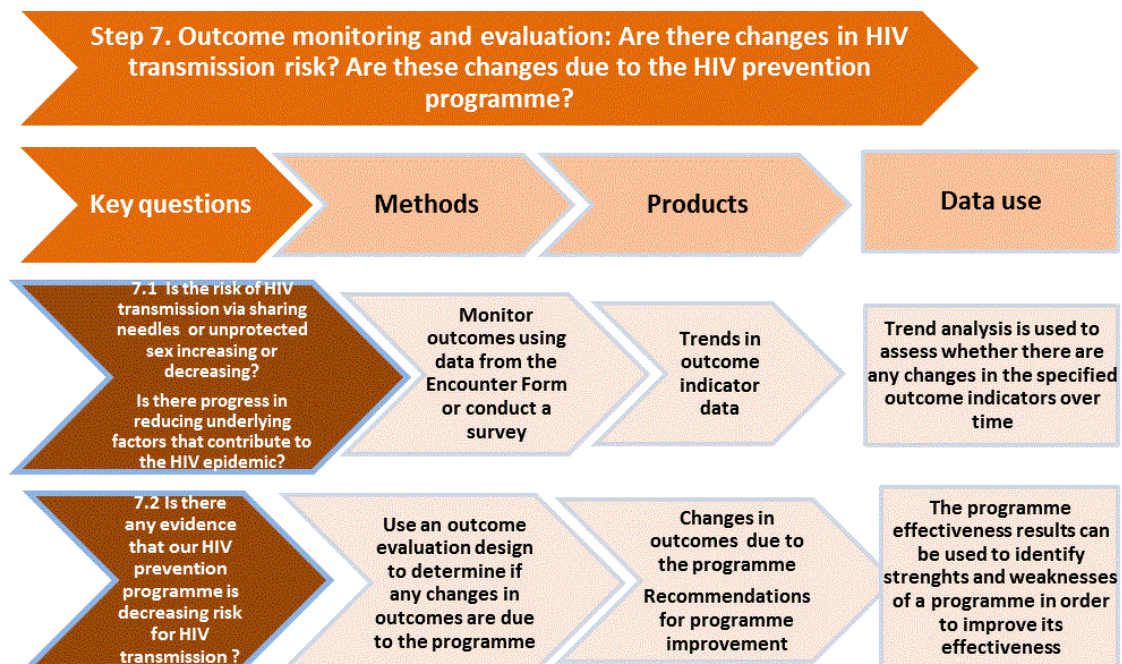 Step 7. Outcome monitoring and evaluation: Are there changes in HIV
transmission risk? Are these changes due to the HIV prevention
programme?
Key questions
Methods
Products
Data use
7.1 Is the risk of HIV
transmission via sharing
needles or unprotected
sex increasing or
decreasing?
Is there progress in
reducing underlying
factors that contribute to
the HIV epidemic?
Monitor
outcomes using
data from the
Encounter Form
or conduct a
survey
Trends in
outcome
indicator
data
Trend analysis is used to
assess whether there are
any changes in the specified
outcome indicators over
time
7.2 Is there
any evidence
that our HIV
prevention
programme is
decreasing risk
for HIV
transmission ?
Use an outcome
evaluation design
to determine if
any changes in
outcomes are due
to the programme
Changes in
outcomes due to
the programme
Recommendations
for programme
improvement
The programme
effectiveness results can
be used to identify
strenghts and weaknesses
of a programme in order
to improve its
effectiveness